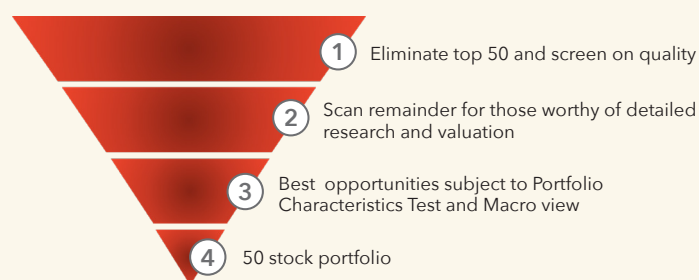 1 Eliminate top 50 and screen on quality
2 Scan remainder for those worthy of detailed
research and valuation
3 Best opportunities subject to Portfolio
Characteristics Test and Macro view
4 50 stock portfolio